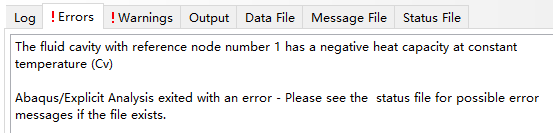 Log ! Errors ! Warnings Output Data File Message File Status File
The fluid cavity with reference node number 1 has a negative heat capacity at constant
temperature (Cv)
Abaqus/Explicit Analysis exited with an error - Please see the  status file for possible error
messages if the file exists.